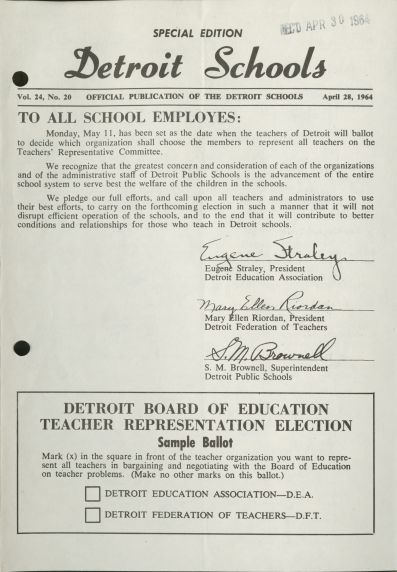 SPECIAL EDITION
REC'D APR 30 1964
Detroit Schools
Vol. 24, No. 20 OFFICIAL PUBLICATION OF THE DETROIT SCHOOLS April 28, 1964
TO ALL SCHOOL EMPLOYES:
Monday, May 11, has been set as the date when the teachers of Detroit will ballot
to decide which organization shall choose the members to represent all teachers on the
Teachers' Representative Committee.
We recognize that the greatest concern and consideration of each of the organizations
and of the administrative staff of Detroit Public Schools is the advancement of the entire
school system to serve best the welfare of the children in the schools.
We pledge our full efforts, and call upon all teachers and administrators to use
their best efforts, to carry on the forthcoming election in such a manner that it will not
disrupt efficient operation of the schools, and to the end that it will contribute to better
conditions and relationships for those who teach in Detroit schools.
Eugene Straley
Eugene Straley, President
Detroit Education Association
Mary Ellen Riordan
Mary Ellen Riordan, President
Detroit Federation of Teachers
S. M. Brownell
S. M. Brownell, Superintendent
Detroit Public Schools
DETROIT BOARD OF EDUCATION
TEACHER REPRESENTATION ELECTION
Sample Ballot
Mark (x) in the square in front of the teacher organization you want to repre-
sent all teachers in bargaining and negotiating with the Board of Education
on teacher problems. (Make no other marks on this ballot.)
DETROIT EDUCATION ASSOCIATION—D.E.A.
DETROIT FEDERATION OF TEACHERS—D.F.T.